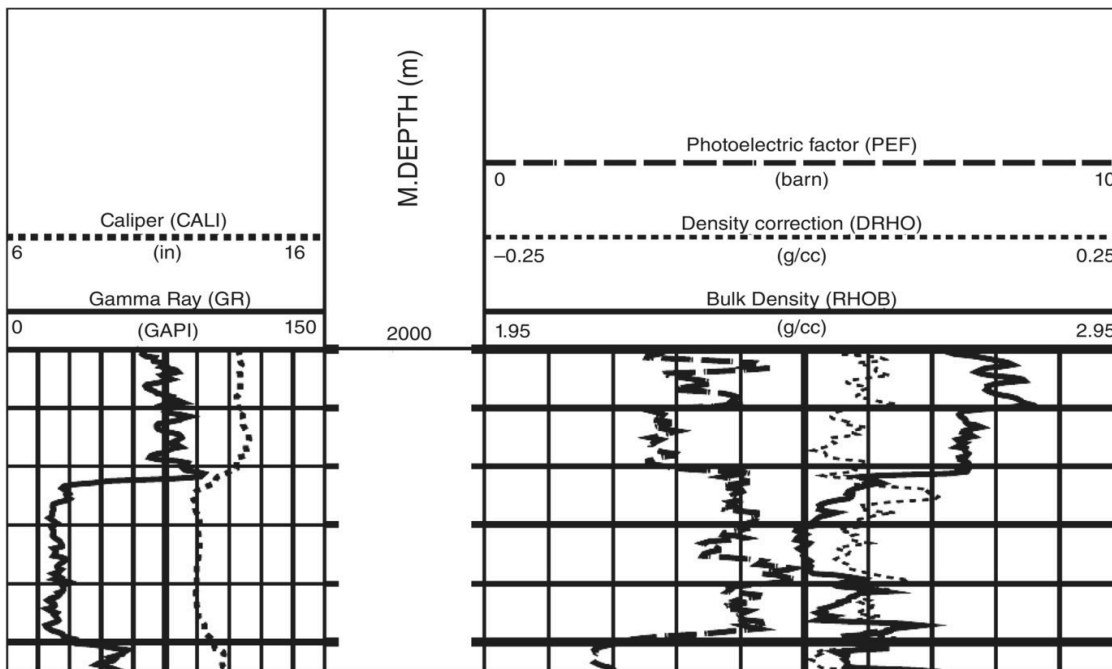 M.DEPTH (m)
Photoelectric factor (PEF)
0 (barn) 10
Caliper (CALI)
6 (in) 16
Density correction (DRHO)
−0.25 (g/cc) 0.25
Gamma Ray (GR)
0 (GAPI) 150
2000
Bulk Density (RHOB)
1.95 (g/cc) 2.95